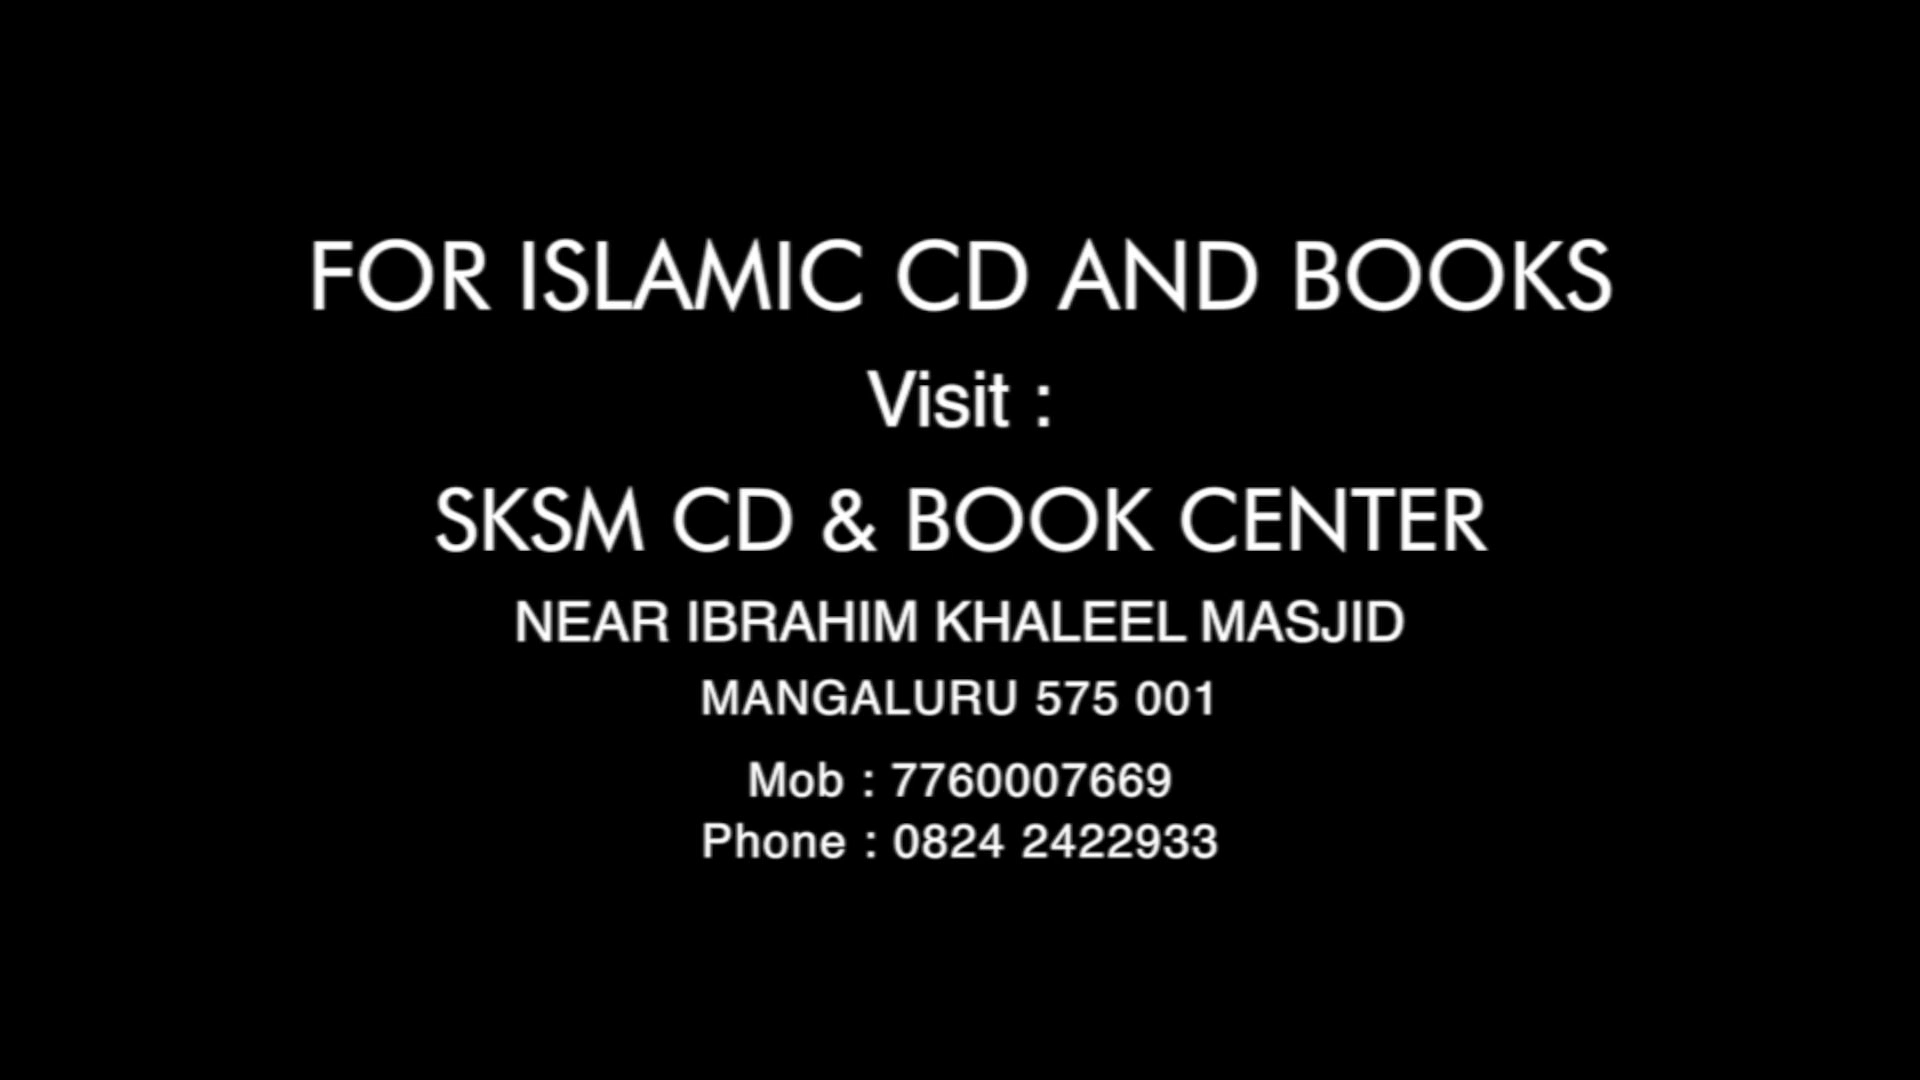 FOR ISLAMIC CD AND BOOKS
Visit :
SKSM CD & BOOK CENTER
NEAR IBRAHIM KHALEEL MASJID
MANGALURU 575 001
Mob : 7760007669
Phone : 0824 2422933